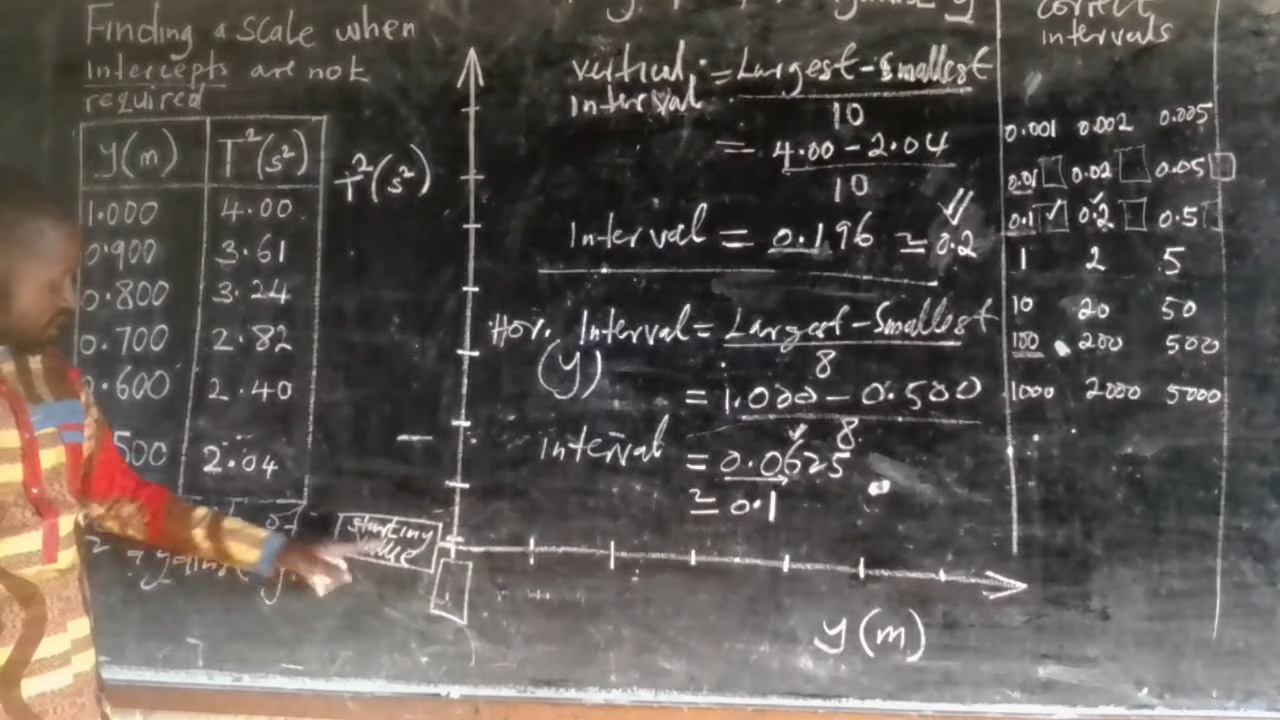 Finding a scale when
intercepts are not
required
y(m) T²(s²)
1.000 4.00
0.900 3.61
0.800 3.24
0.700 2.82
0.600 2.40
500 2.04
against
T²(s²)
starting
value
y(m)
vertical = Largest-Smallest
interval 10
= 4.00 - 2.04
10
Interval = 0.196 ≃ 0.2
Hor. Interval = Largest-Smallest
(y) 8
= 1.000 - 0.500
8
interval = 0.0625
≃ 0.1
correct
intervals
0.001 0.002 0.005
0.01 0.02 0.05
0.1 0.2 0.5
1 2 5
10 20 50
100 200 500
1000 2000 5000